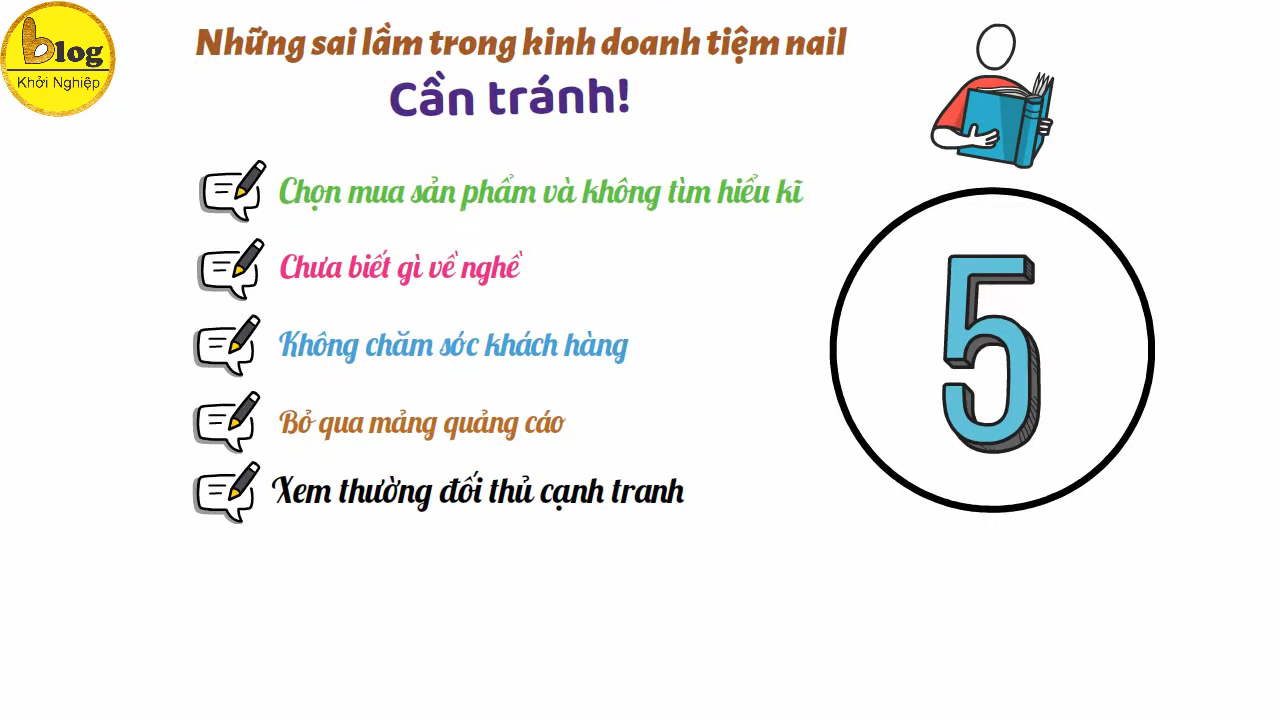 blog
Khởi Nghiệp
Những sai lầm trong kinh doanh tiệm nail
Cần tránh!
Chọn mua sản phẩm và không tìm hiểu kĩ
Chưa biết gì về nghề
Không chăm sóc khách hàng
Bỏ qua mảng quảng cáo
Xem thường đối thủ cạnh tranh
5